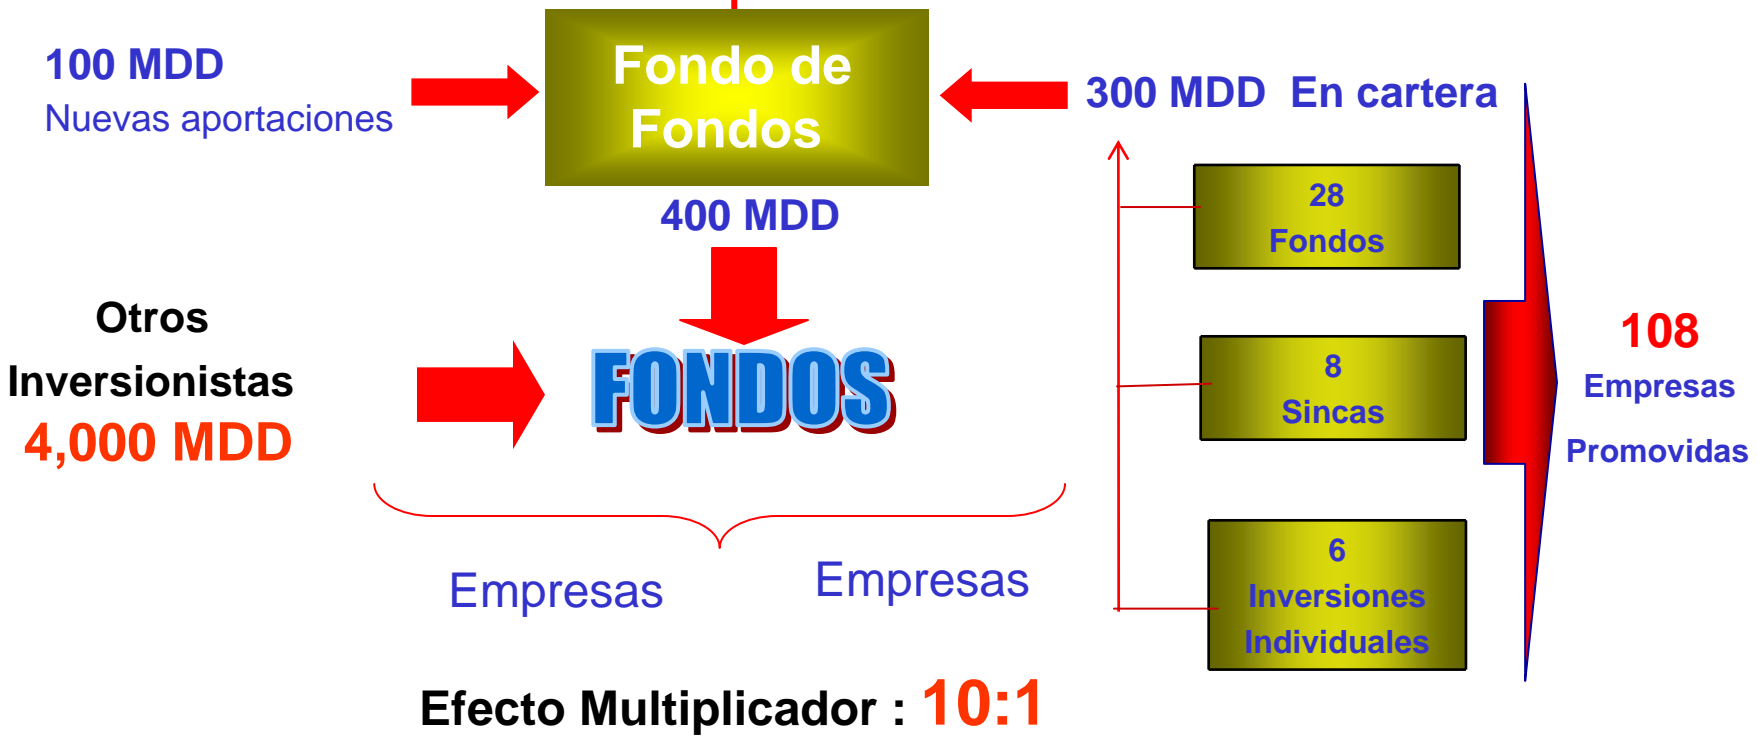 100 MDD
Nuevas aportaciones
Fondo de
Fondos
400 MDD
300 MDD En cartera
28
Fondos
8
Sincas
6
Inversiones
Individuales
108
Empresas
Promovidas
Otros
Inversionistas
4,000 MDD
FONDOS
Empresas
Empresas
Efecto Multiplicador : 10:1